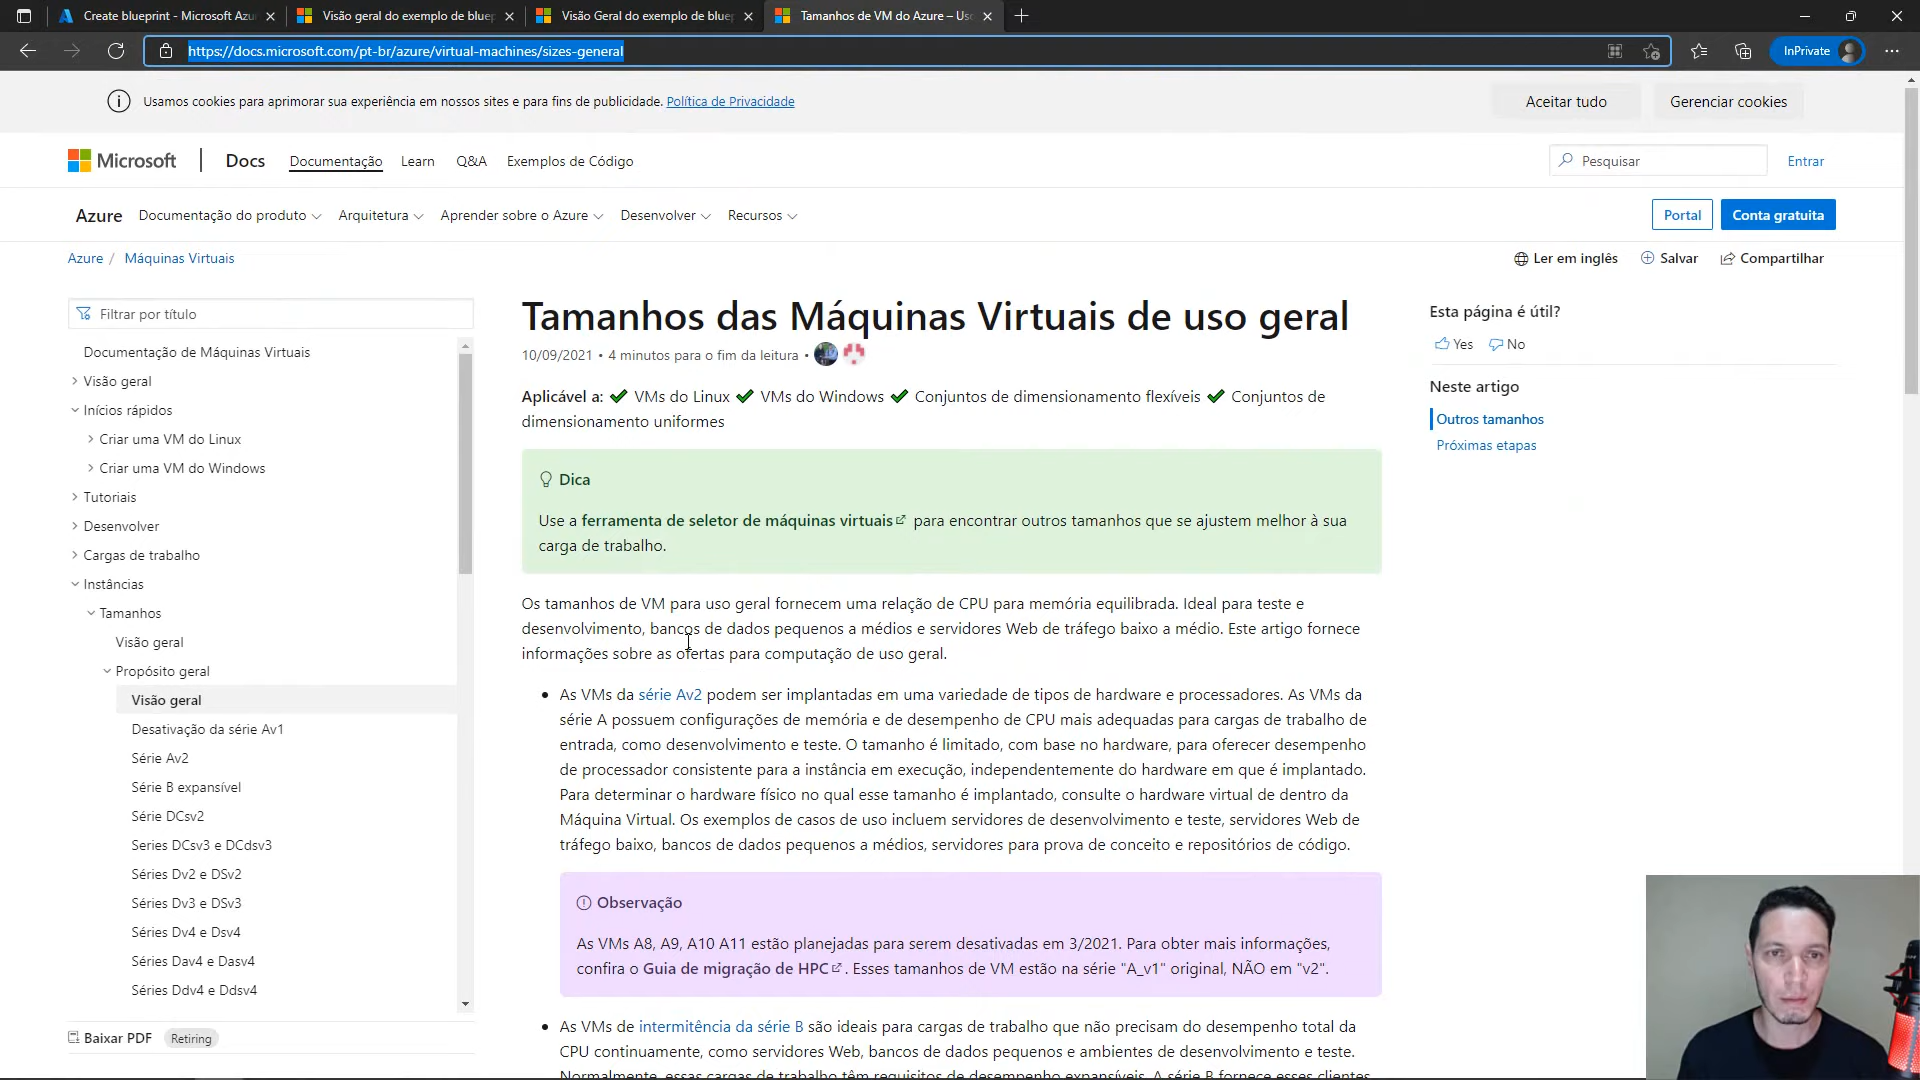 Create blueprint - Microsoft Azu
Visão geral do exemplo de bluep
Visão Geral do exemplo de bluep
Tamanhos de VM do Azure – Uso
https://docs.microsoft.com/pt-br/azure/virtual-machines/sizes-general
InPrivate
Usamos cookies para aprimorar sua experiência em nossos sites e para fins de publicidade. Política de Privacidade
Aceitar tudo
Gerenciar cookies
Microsoft
Docs
Documentação
Learn
Q&A
Exemplos de Código
Pesquisar
Entrar
Azure
Documentação do produto
Arquitetura
Aprender sobre o Azure
Desenvolver
Recursos
Portal
Conta gratuita
Azure / Máquinas Virtuais
Ler em inglês
Salvar
Compartilhar
Filtrar por título
Documentação de Máquinas Virtuais
Visão geral
Inícios rápidos
Criar uma VM do Linux
Criar uma VM do Windows
Tutoriais
Desenvolver
Cargas de trabalho
Instâncias
Tamanhos
Visão geral
Propósito geral
Visão geral
Desativação da série Av1
Série Av2
Série B expansível
Série DCsv2
Series DCsv3 e DCdsv3
Séries Dv2 e DSv2
Séries Dv3 e DSv3
Séries Dv4 e Dsv4
Séries Dav4 e Dasv4
Séries Ddv4 e Ddsv4
Baixar PDF
Retiring
Tamanhos das Máquinas Virtuais de uso geral
10/09/2021 • 4 minutos para o fim da leitura •
Aplicável a: ✔ VMs do Linux ✔ VMs do Windows ✔ Conjuntos de dimensionamento flexíveis ✔ Conjuntos de
dimensionamento uniformes
Dica
Use a ferramenta de seletor de máquinas virtuais para encontrar outros tamanhos que se ajustem melhor à sua
carga de trabalho.
Os tamanhos de VM para uso geral fornecem uma relação de CPU para memória equilibrada. Ideal para teste e
desenvolvimento, bancos de dados pequenos a médios e servidores Web de tráfego baixo a médio. Este artigo fornece
informações sobre as ofertas para computação de uso geral.
• As VMs da série Av2 podem ser implantadas em uma variedade de tipos de hardware e processadores. As VMs da
série A possuem configurações de memória e de desempenho de CPU mais adequadas para cargas de trabalho de
entrada, como desenvolvimento e teste. O tamanho é limitado, com base no hardware, para oferecer desempenho
de processador consistente para a instância em execução, independentemente do hardware em que é implantado.
Para determinar o hardware físico no qual esse tamanho é implantado, consulte o hardware virtual de dentro da
Máquina Virtual. Os exemplos de casos de uso incluem servidores de desenvolvimento e teste, servidores Web de
tráfego baixo, bancos de dados pequenos a médios, servidores para prova de conceito e repositórios de código.
Observação
As VMs A8, A9, A10 A11 estão planejadas para serem desativadas em 3/2021. Para obter mais informações,
confira o Guia de migração de HPC. Esses tamanhos de VM estão na série "A_v1" original, NÃO em "v2".
• As VMs de intermitência da série B são ideais para cargas de trabalho que não precisam do desempenho total da
CPU continuamente, como servidores Web, bancos de dados pequenos e ambientes de desenvolvimento e teste.
Normalmente, essas cargas de trabalho têm requisitos de desempenho expansíveis. A série B fornece esses clientes
Esta página é útil?
Yes
No
Neste artigo
Outros tamanhos
Próximas etapas